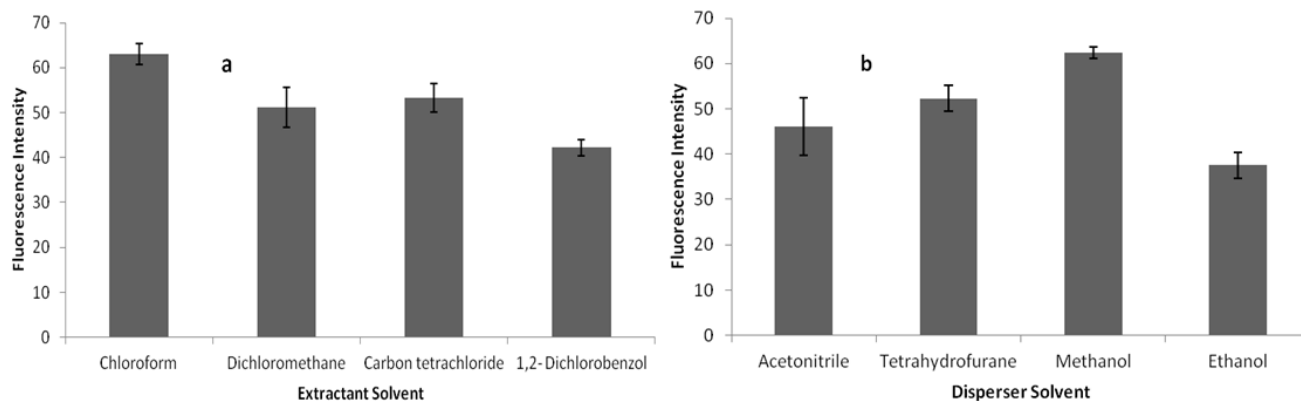 70
60
50
40
30
20
10
0
Fluorescence Intensity
a
Chloroform Dichloromethane Carbon tetrachloride 1,2-Dichlorobenzol
Extractant Solvent
70
60
50
40
30
20
10
0
Fluorescence Intensity
b
Acetonitrile Tetrahydrofurane Methanol Ethanol
Disperser Solvent